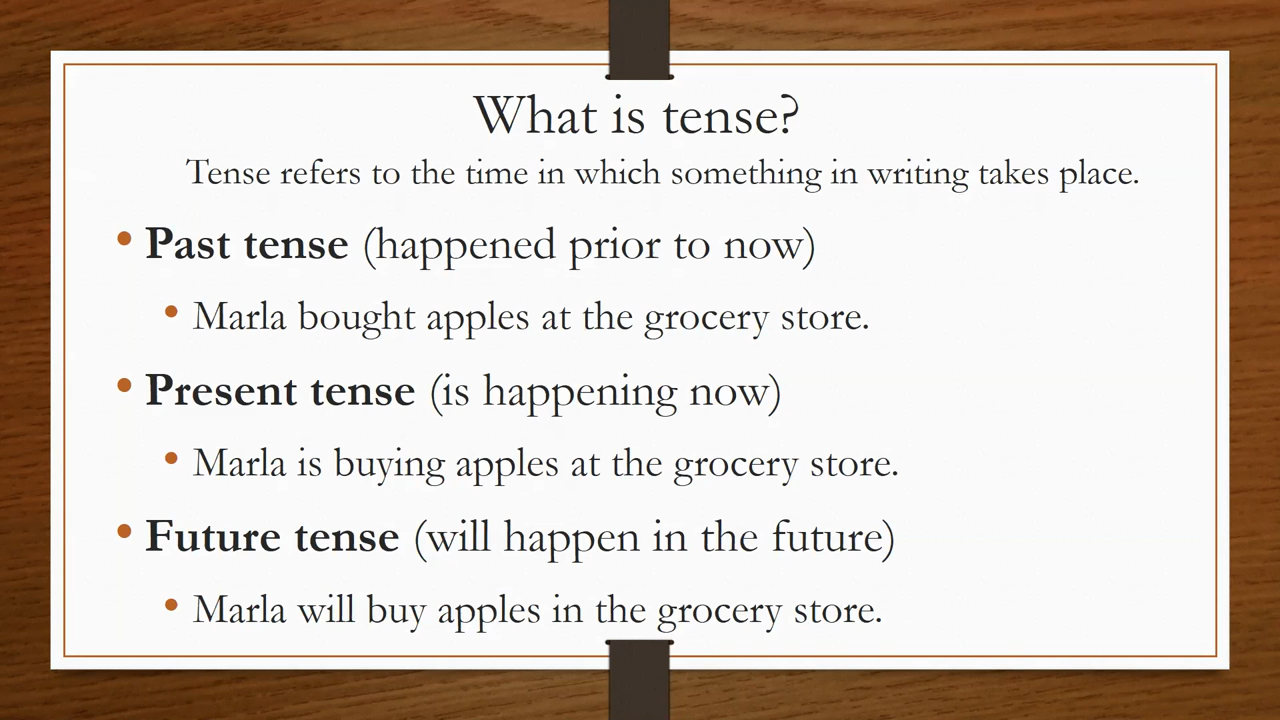 What is tense?
Tense refers to the time in which something in writing takes place.
• Past tense (happened prior to now)
• Marla bought apples at the grocery store.
• Present tense (is happening now)
• Marla is buying apples at the grocery store.
• Future tense (will happen in the future)
• Marla will buy apples in the grocery store.